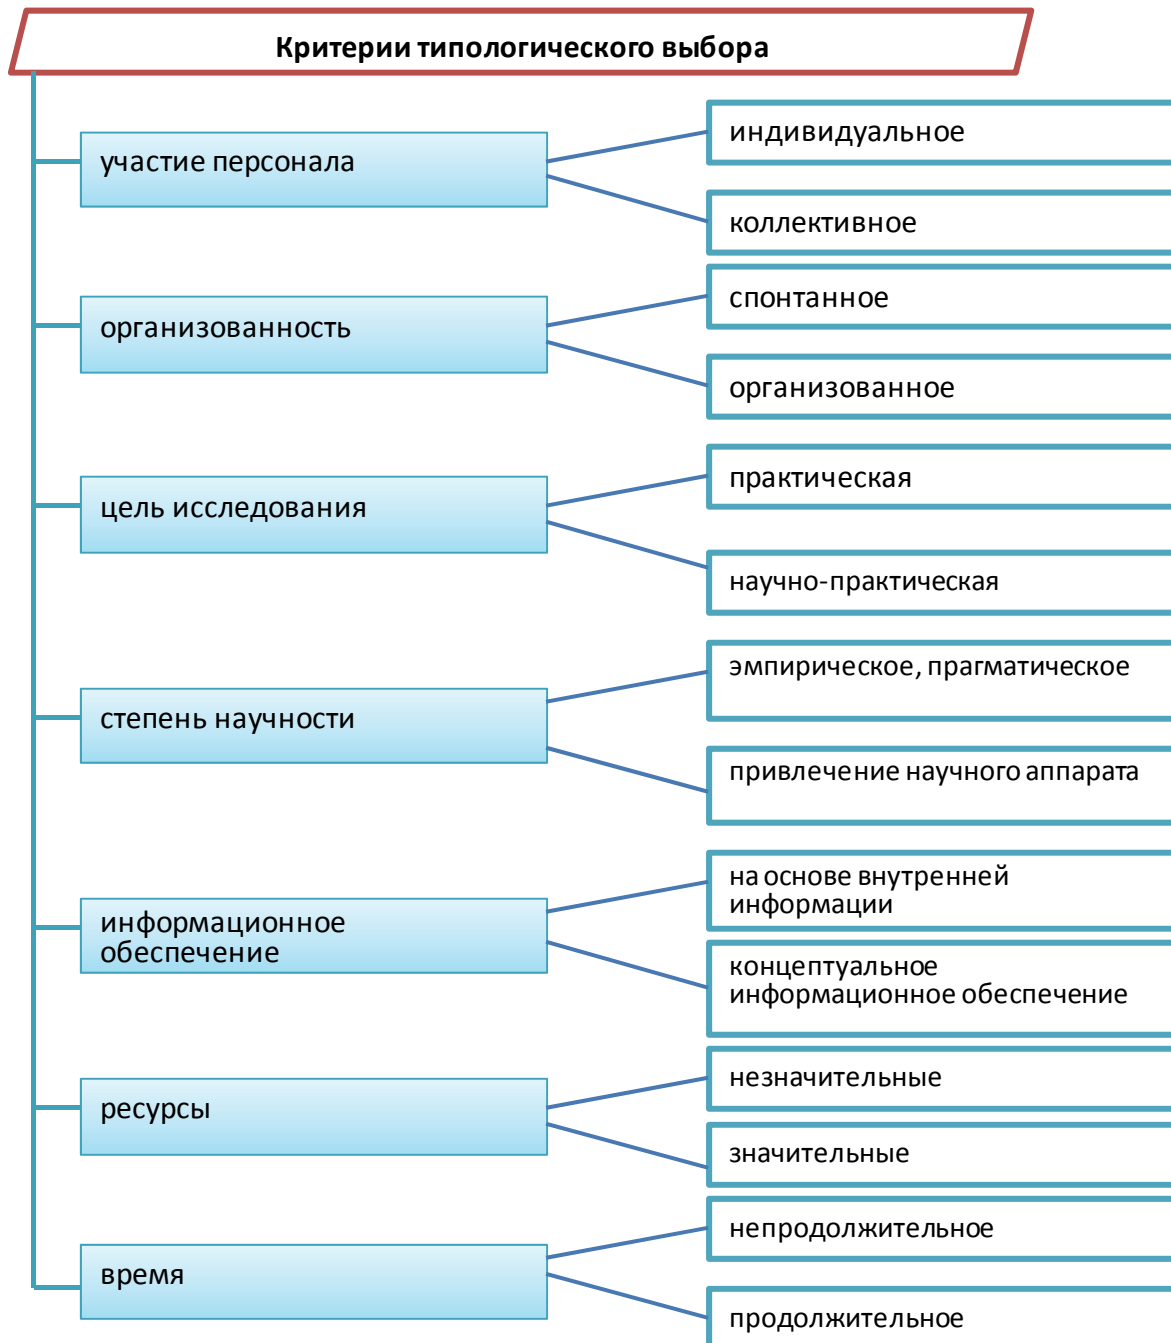 Критерии типологического выбора
участие персонала
индивидуальное
коллективное
организованность
спонтанное
организованное
цель исследования
практическая
научно-практическая
степень научности
эмпирическое, прагматическое
привлечение научного аппарата
информационное
обеспечение
на основе внутренней
информации
концептуальное
информационное обеспечение
ресурсы
незначительные
значительные
время
непродолжительное
продолжительное